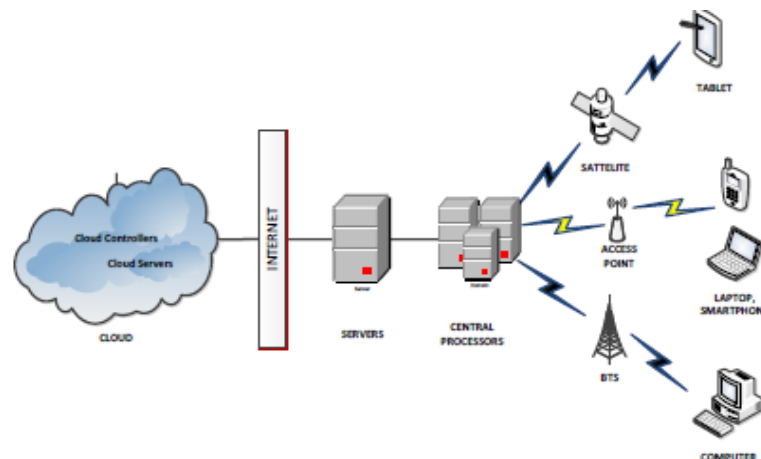 TABLET
SATTELITE
Cloud Controllers
Cloud Servers
INTERNET
ACCESS
POINT
LAPTOP,
SMARTPHON
CLOUD
SERVERS
CENTRAL
PROCESSORS
BTS
COMPUTER